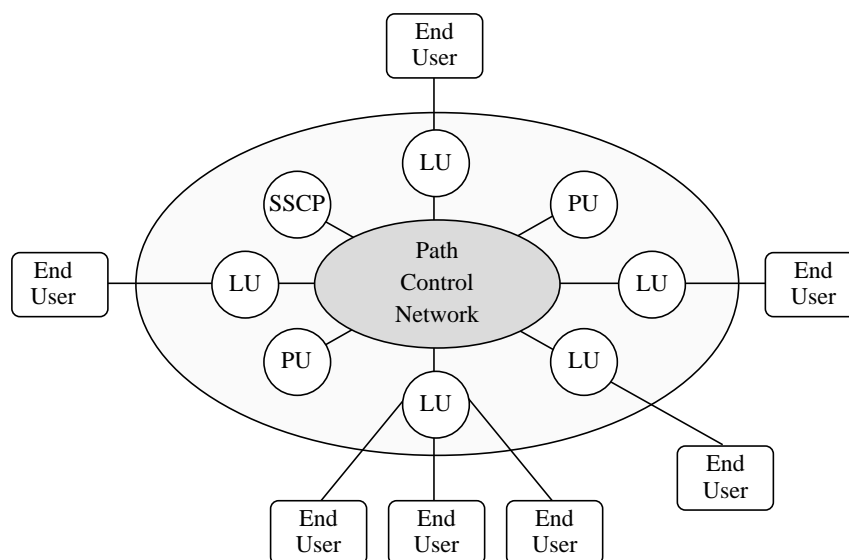 End
User
LU
SSCP
PU
Path
Control
Network
End
User
LU
LU
End
User
PU
LU
LU
End
User
End
User
End
User
End
User